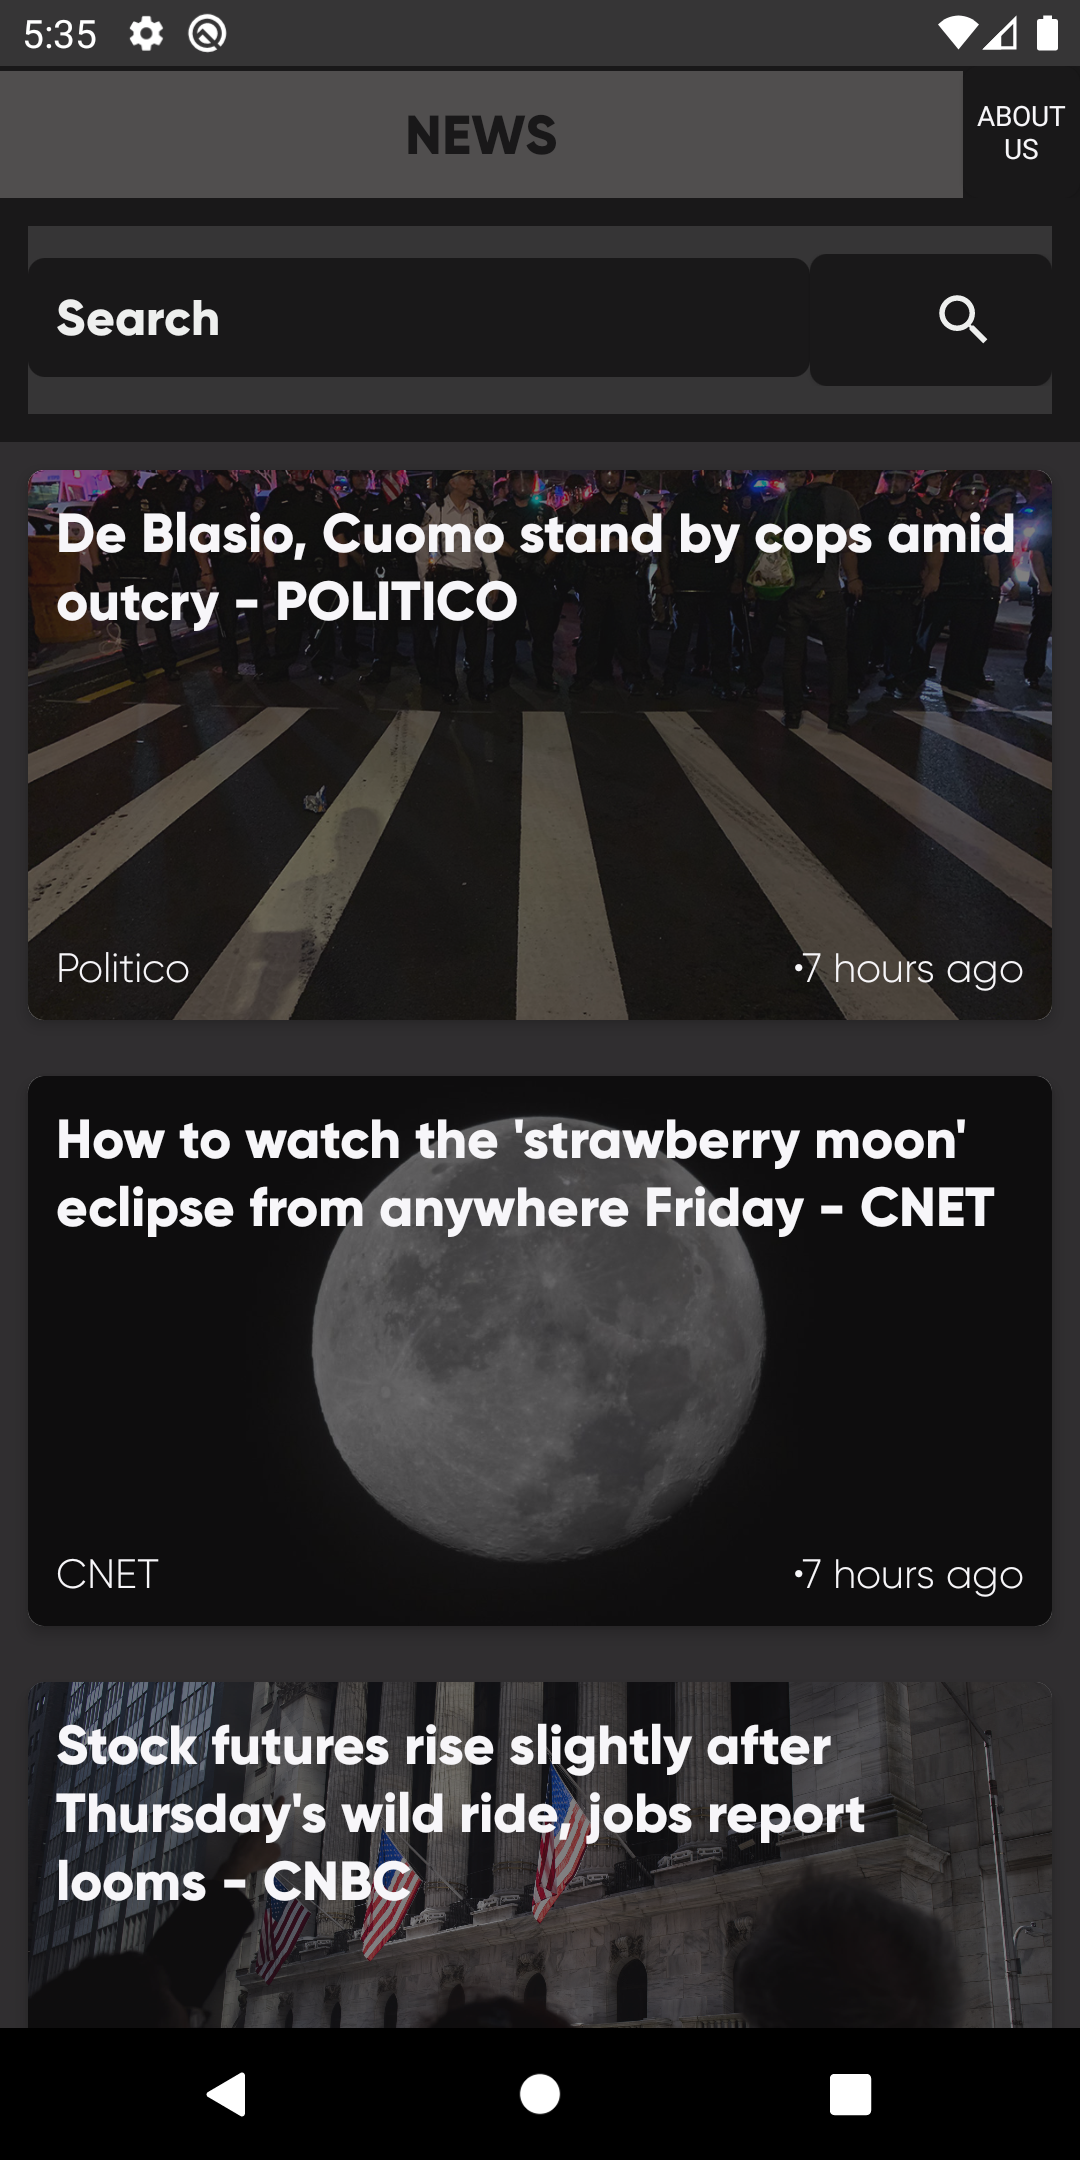 5:35
NEWS
ABOUT
US
Search
De Blasio, Cuomo stand by cops amid
outcry - POLITICO
Politico
•7 hours ago
How to watch the 'strawberry moon'
eclipse from anywhere Friday - CNET
CNET
•7 hours ago
Stock futures rise slightly after
Thursday's wild ride, jobs report
looms - CNBC